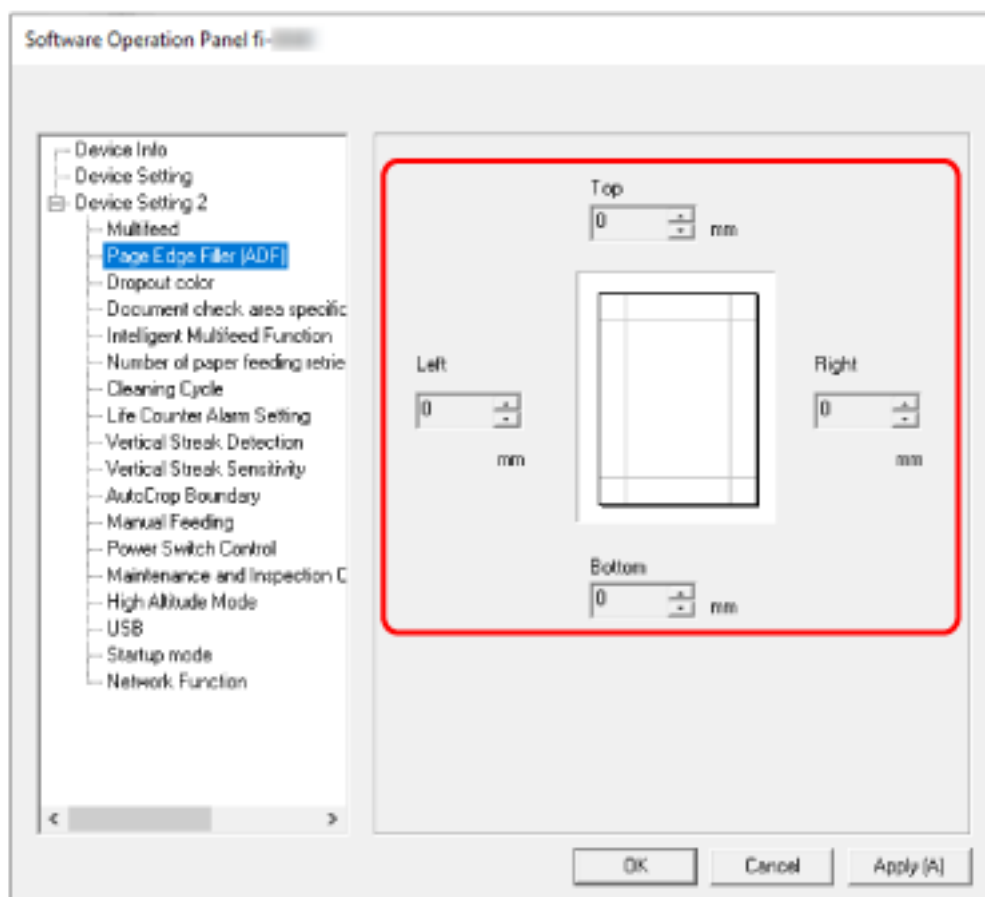 Software Operation Panel fi-
Device Info
Device Setting
Device Setting 2
Multifeed
Page Edge Filler (ADF)
Dropout color
Document check area specific
Intelligent Multifeed Function
Number of paper feeding retrie
Cleaning Cycle
Life Counter Alarm Setting
Vertical Streak Detection
Vertical Streak Sensitivity
AutoCrop Boundary
Manual Feeding
Power Switch Control
Maintenance and Inspection C
High Altitude Mode
USB
Startup mode
Network Function
Top
0 mm
Left
0
mm
Right
0
mm
Bottom
0 mm
OK Cancel Apply (A)